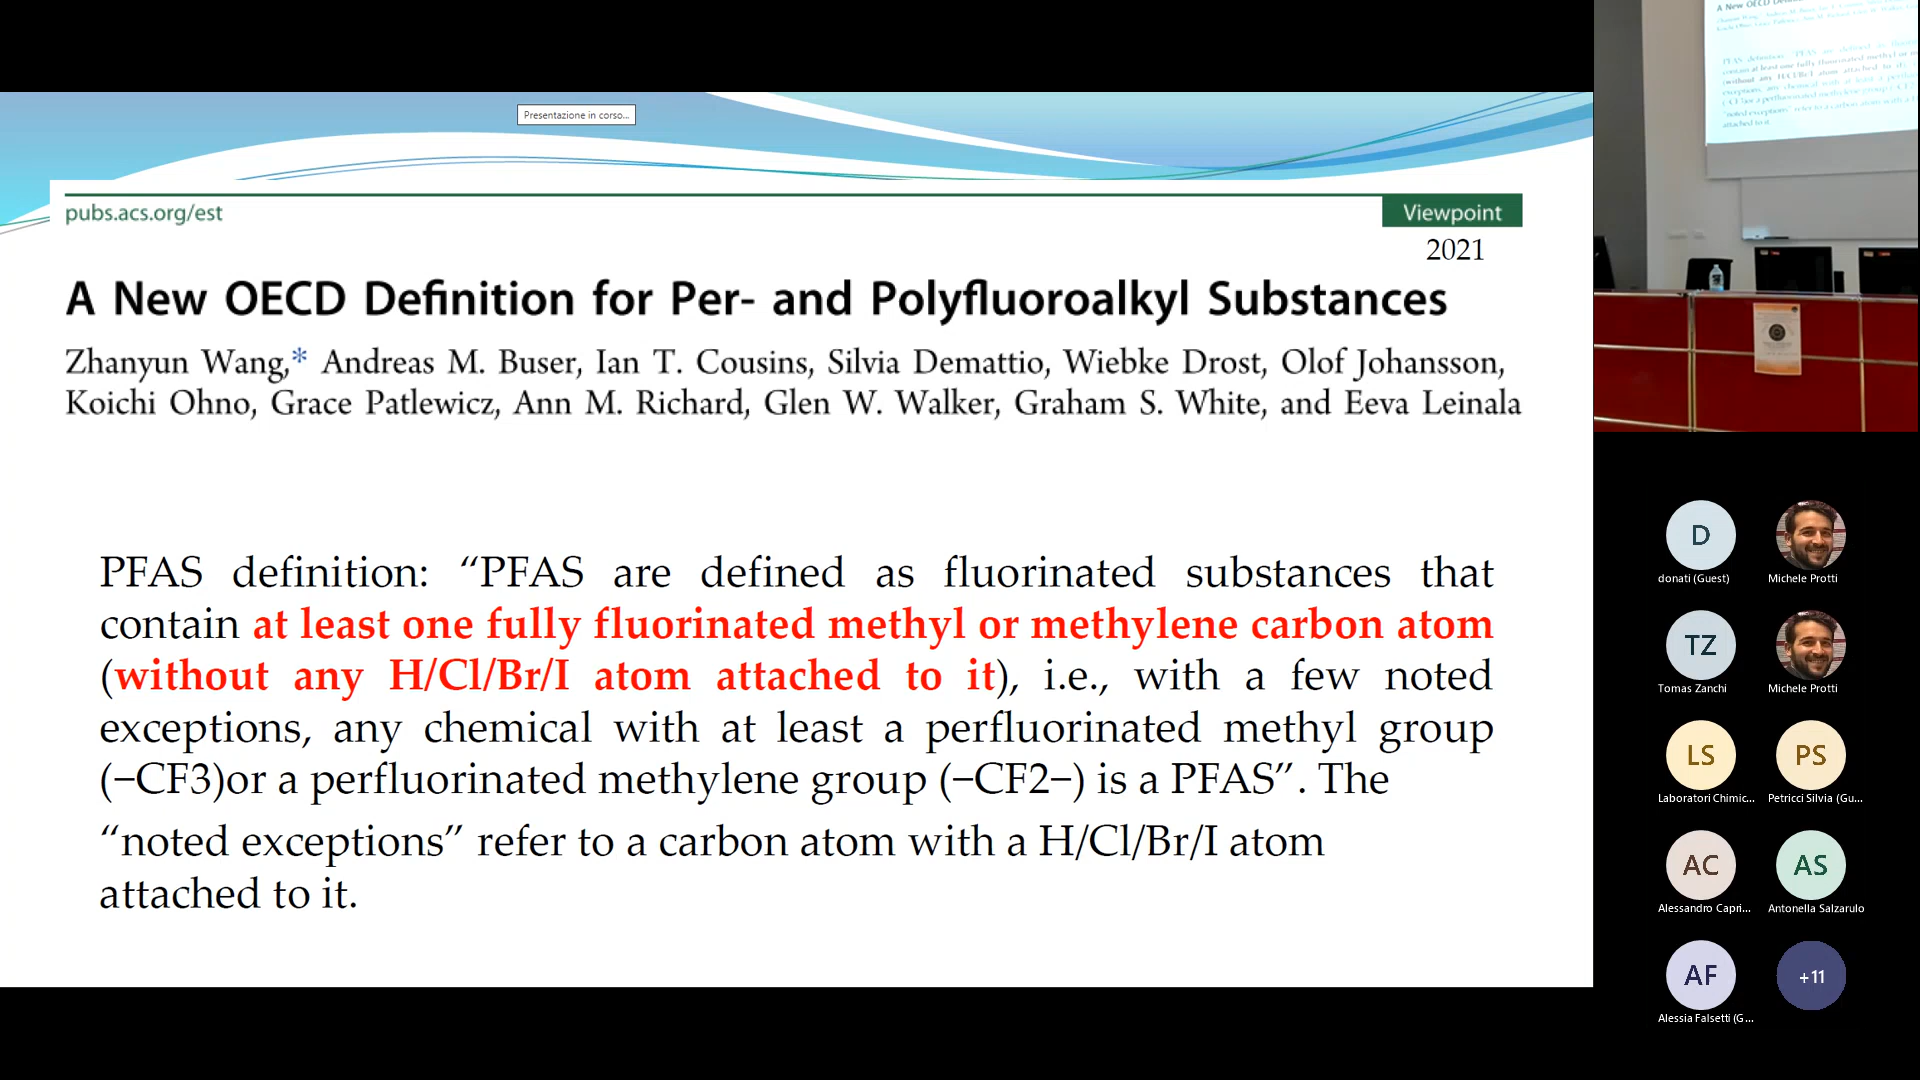 Presentazione in corso...
pubs.acs.org/est
Viewpoint
2021
A New OECD Definition for Per- and Polyfluoroalkyl Substances
Zhanyun Wang,* Andreas M. Buser, Ian T. Cousins, Silvia Demattio, Wiebke Drost, Olof Johansson,
Koichi Ohno, Grace Patlewicz, Ann M. Richard, Glen W. Walker, Graham S. White, and Eeva Leinala
PFAS definition: “PFAS are defined as fluorinated substances that
contain at least one fully fluorinated methyl or methylene carbon atom
(without any H/Cl/Br/I atom attached to it), i.e., with a few noted
exceptions, any chemical with at least a perfluorinated methyl group
(−CF3)or a perfluorinated methylene group (−CF2−) is a PFAS”. The
“noted exceptions” refer to a carbon atom with a H/Cl/Br/I atom
attached to it.
D
donati (Guest)
Michele Protti
TZ
Tomas Zanchi
Michele Protti
LS
Laboratori Chimic...
PS
Petricci Silvia (Gu...
AC
Alessandro Capri...
AS
Antonella Salzarulo
AF
Alessia Falsetti (G...
+11